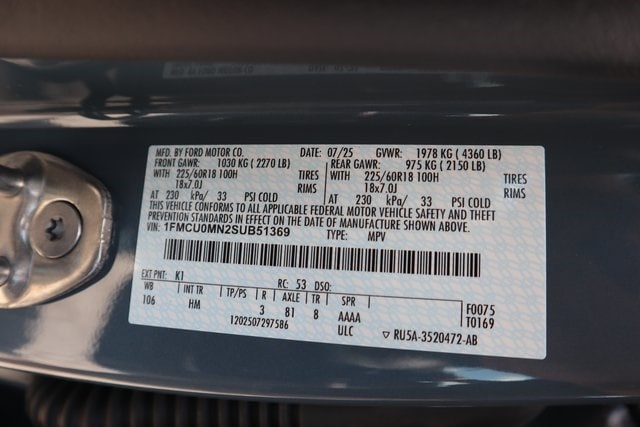 MFD. BY FORD MOTOR CO. DATE: 07/25 GVWR: 1978 KG ( 4360 LB)
FRONT GAWR: 1030 KG ( 2270 LB) REAR GAWR: 975 KG ( 2150 LB)
WITH 225/60R18 100H TIRES WITH 225/60R18 100H TIRES
18x7.0J RIMS 18x7.0J RIMS
AT 230 kPa/ 33 PSI COLD AT 230 kPa/ 33 PSI COLD
THIS VEHICLE CONFORMS TO ALL APPLICABLE FEDERAL MOTOR VEHICLE SAFETY AND THEFT
PREVENTION STANDARDS IN EFFECT ON THE DATE OF MANUFACTURE SHOWN ABOVE.
VIN: 1FMCU0MN2SUB51369
TYPE: MPV
EXT PNT: K1 RC: 53 DSO:
WB INT TR TP/PS R AXLE TR SPR F0075
106 HM 3 81 8 AAAA T0169
1202507297586 ULC ▽ RU5A-3520472-AB